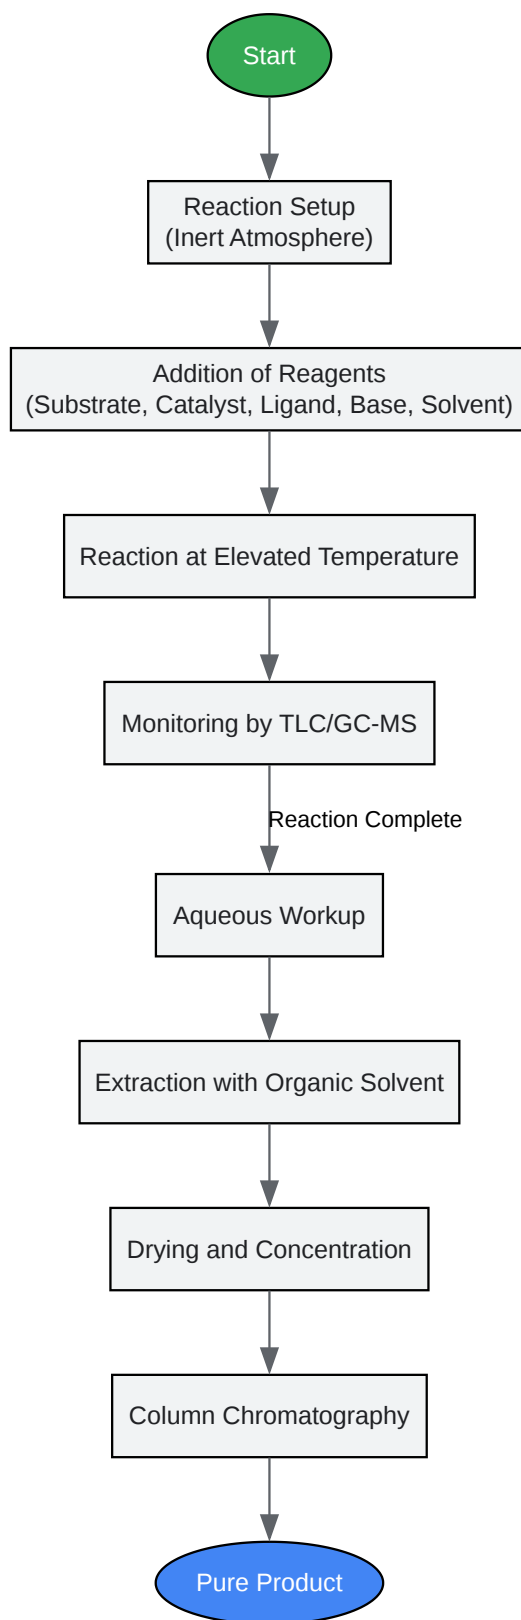 Start
Reaction Setup
(Inert Atmosphere)
Addition of Reagents
(Substrate, Catalyst, Ligand, Base, Solvent)
Reaction at Elevated Temperature
Monitoring by TLC/GC-MS
Reaction Complete
Aqueous Workup
Extraction with Organic Solvent
Drying and Concentration
Column Chromatography
Pure Product